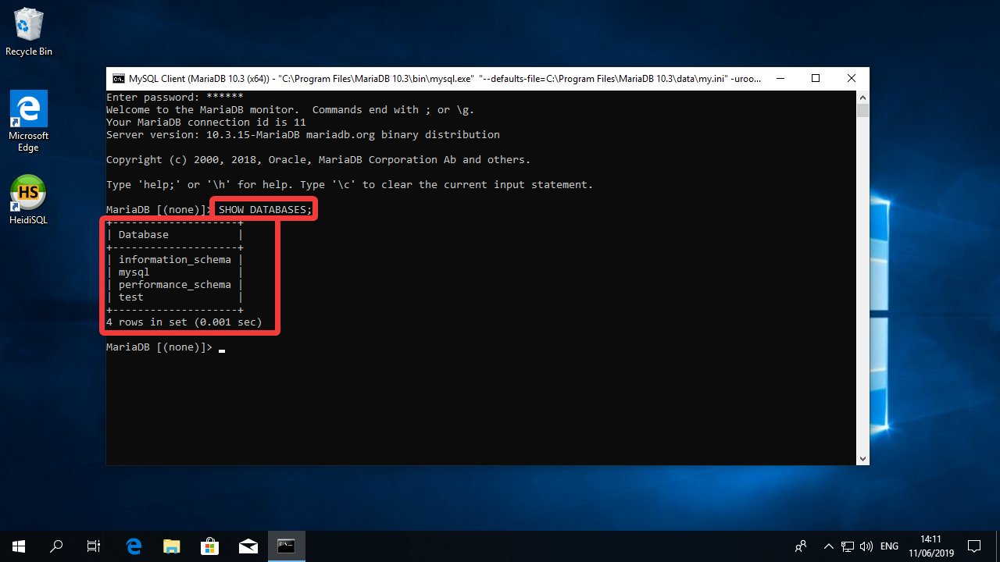 Recycle Bin
Microsoft
Edge
HS
HeidiSQL
MySQL Client (MariaDB 10.3 (x64)) - "C:\Program Files\MariaDB 10.3\bin\mysql.exe" "--defaults-file=C:\Program Files\MariaDB 10.3\data\my.ini" -uroo...
Enter password: ******
Welcome to the MariaDB monitor.  Commands end with ; or \g.
Your MariaDB connection id is 11
Server version: 10.3.15-MariaDB mariadb.org binary distribution
Copyright (c) 2000, 2018, Oracle, MariaDB Corporation Ab and others.
Type 'help;' or '\h' for help. Type '\c' to clear the current input statement.
MariaDB [(none)]> SHOW DATABASES;
+--------------------+
| Database           |
+--------------------+
| information_schema |
| mysql              |
| performance_schema |
| test               |
+--------------------+
4 rows in set (0.001 sec)
MariaDB [(none)]>
ENG
14:11
11/06/2019